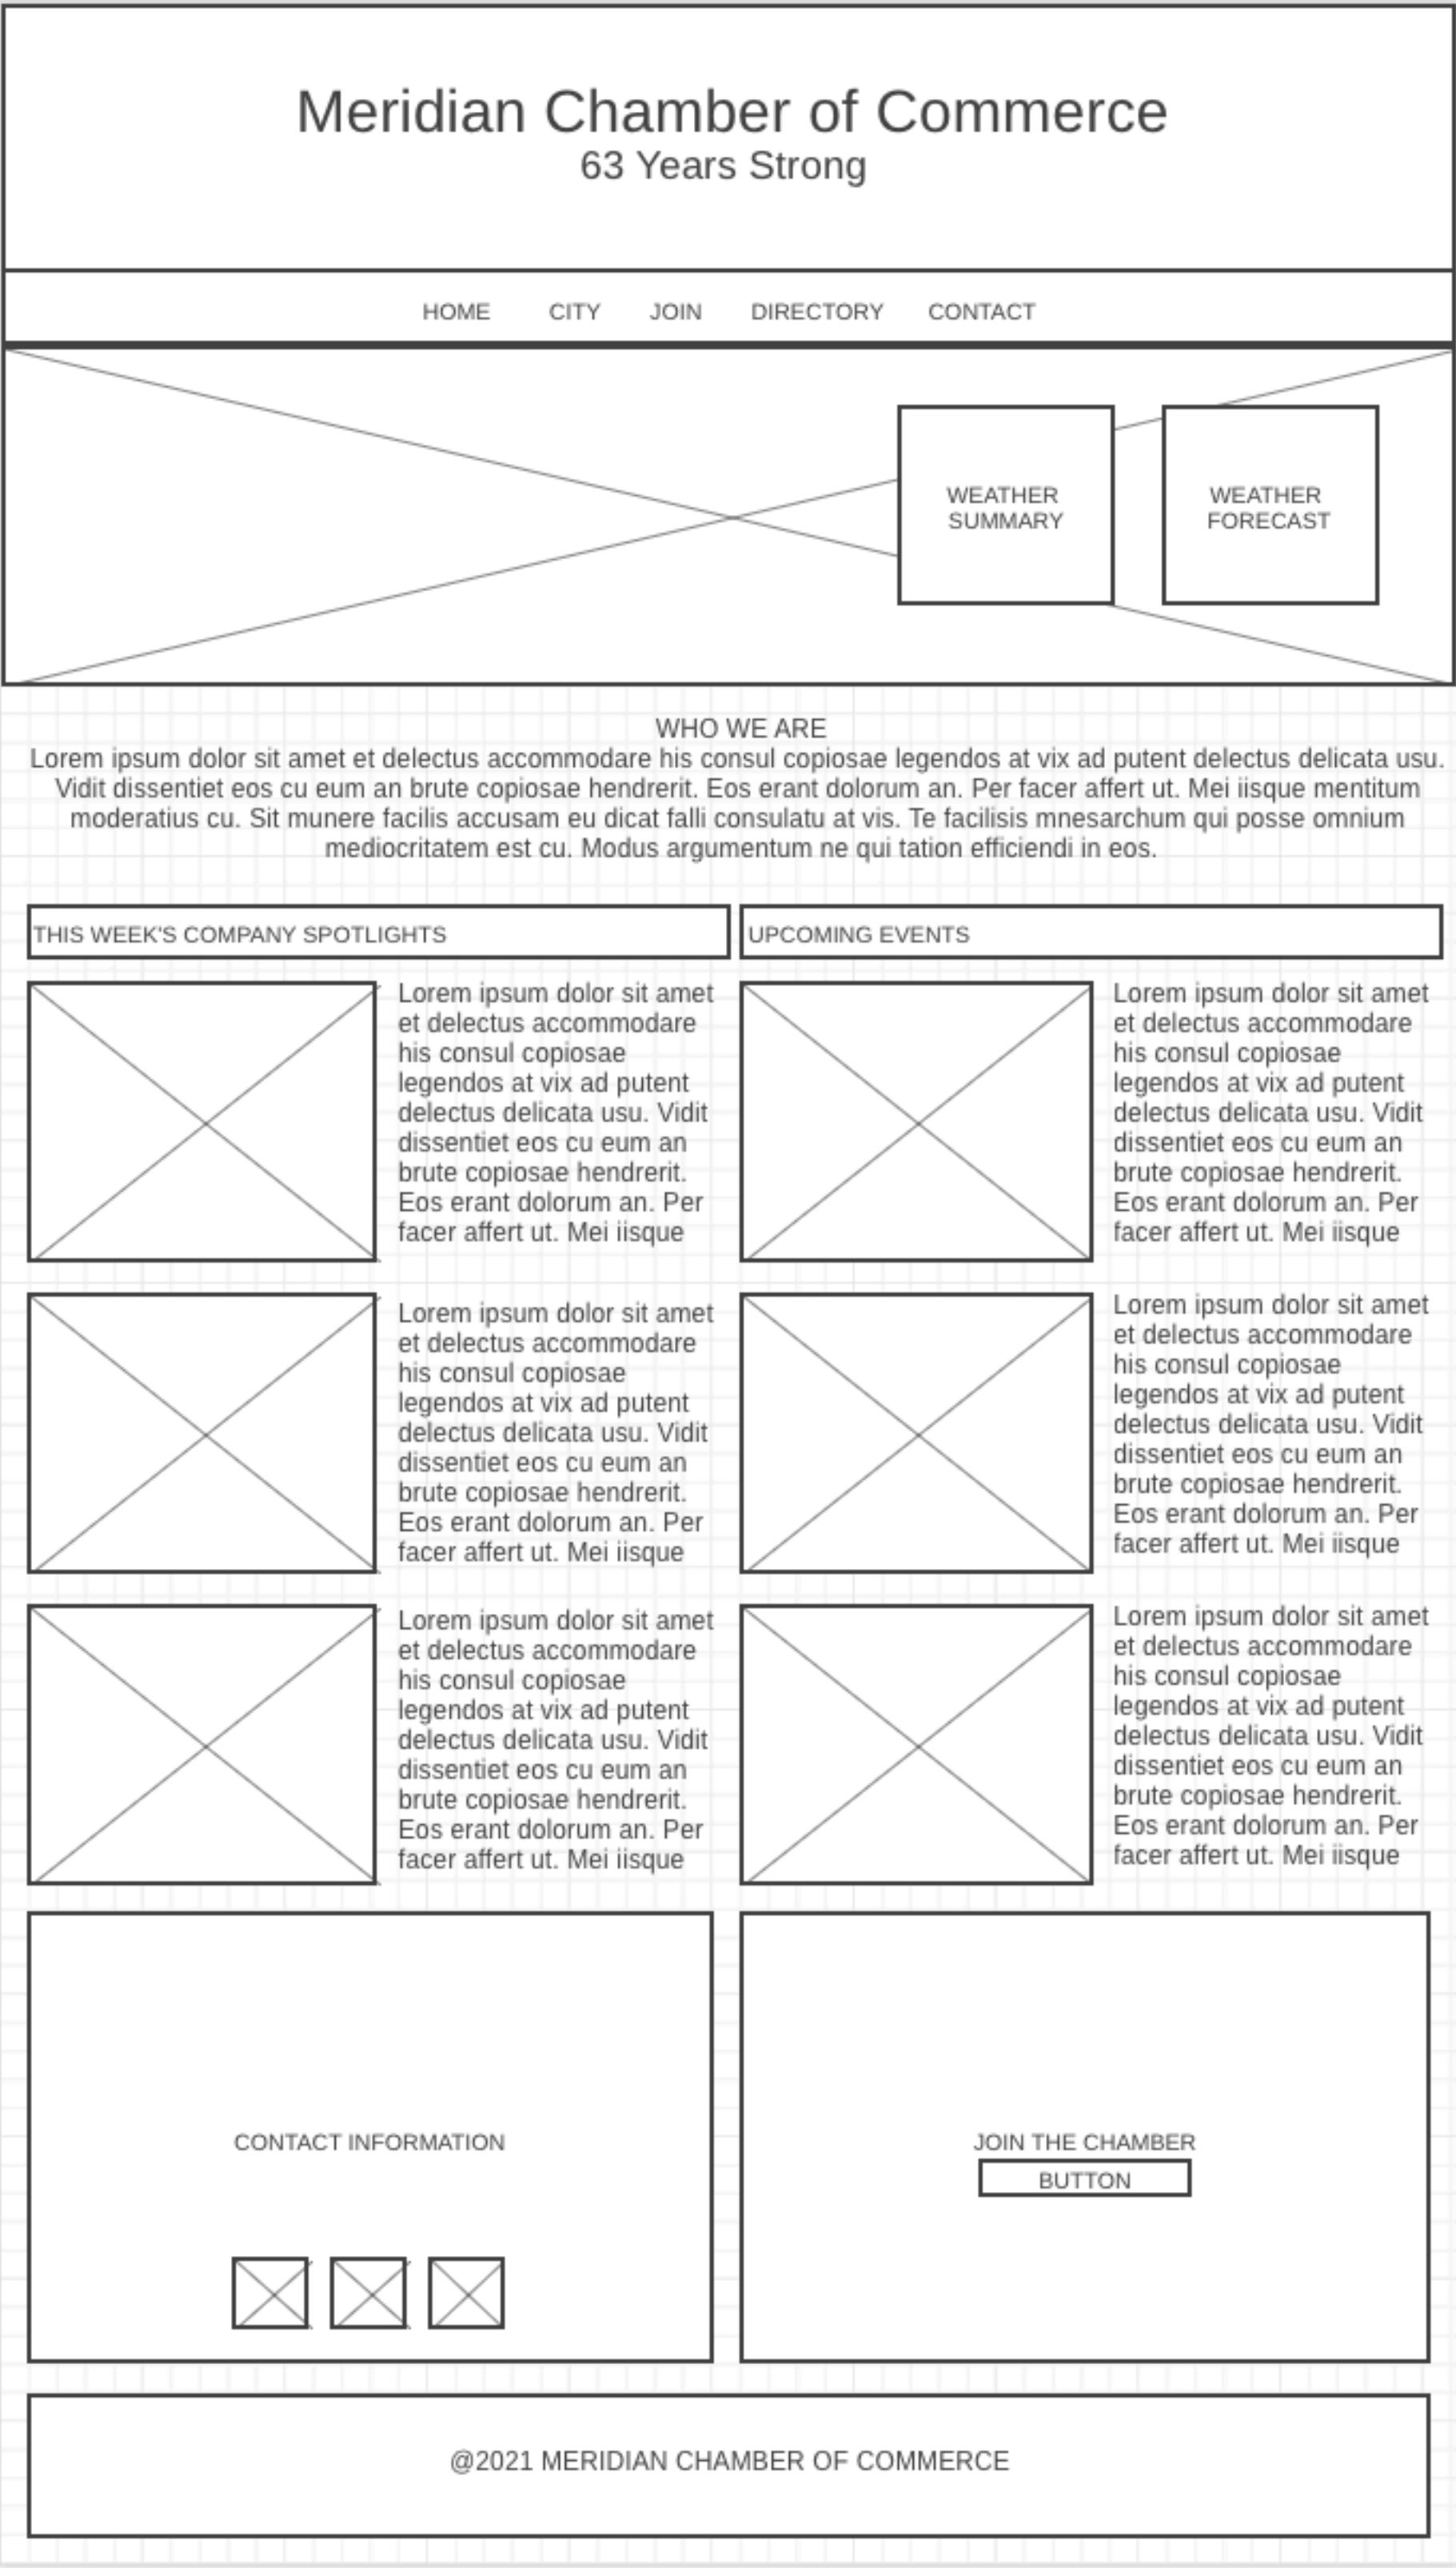 Meridian Chamber of Commerce
63 Years Strong
HOME CITY JOIN DIRECTORY CONTACT
WEATHER
SUMMARY
WEATHER
FORECAST
WHO WE ARE
Lorem ipsum dolor sit amet et delectus accommodare his consul copiosae legendos at vix ad putent delectus delicata usu.
Vidit dissentiet eos cu eum an brute copiosae hendrerit. Eos erant dolorum an. Per facer affert ut. Mei iisque mentitum
moderatius cu. Sit munere facilis accusam eu dicat falli consulatu at vis. Te facilisis mnesarchum qui posse omnium
mediocritatem est cu. Modus argumentum ne qui tation efficiendi in eos.
THIS WEEK'S COMPANY SPOTLIGHTS
Lorem ipsum dolor sit amet
et delectus accommodare
his consul copiosae
legendos at vix ad putent
delectus delicata usu. Vidit
dissentiet eos cu eum an
brute copiosae hendrerit.
Eos erant dolorum an. Per
facer affert ut. Mei iisque
Lorem ipsum dolor sit amet
et delectus accommodare
his consul copiosae
legendos at vix ad putent
delectus delicata usu. Vidit
dissentiet eos cu eum an
brute copiosae hendrerit.
Eos erant dolorum an. Per
facer affert ut. Mei iisque
Lorem ipsum dolor sit amet
et delectus accommodare
his consul copiosae
legendos at vix ad putent
delectus delicata usu. Vidit
dissentiet eos cu eum an
brute copiosae hendrerit.
Eos erant dolorum an. Per
facer affert ut. Mei iisque
UPCOMING EVENTS
Lorem ipsum dolor sit amet
et delectus accommodare
his consul copiosae
legendos at vix ad putent
delectus delicata usu. Vidit
dissentiet eos cu eum an
brute copiosae hendrerit.
Eos erant dolorum an. Per
facer affert ut. Mei iisque
Lorem ipsum dolor sit amet
et delectus accommodare
his consul copiosae
legendos at vix ad putent
delectus delicata usu. Vidit
dissentiet eos cu eum an
brute copiosae hendrerit.
Eos erant dolorum an. Per
facer affert ut. Mei iisque
Lorem ipsum dolor sit amet
et delectus accommodare
his consul copiosae
legendos at vix ad putent
delectus delicata usu. Vidit
dissentiet eos cu eum an
brute copiosae hendrerit.
Eos erant dolorum an. Per
facer affert ut. Mei iisque
CONTACT INFORMATION
JOIN THE CHAMBER
BUTTON
@2021 MERIDIAN CHAMBER OF COMMERCE